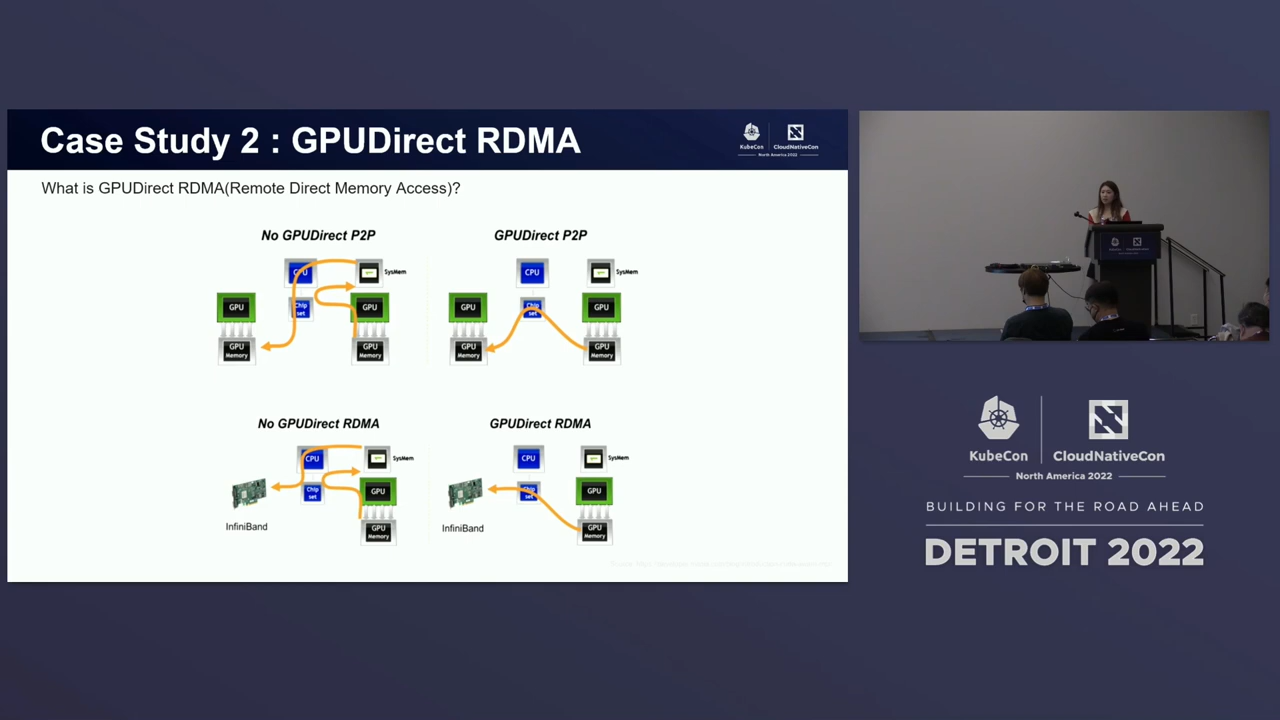 Case Study 2 : GPUDirect RDMA
KubeCon
CloudNativeCon
North America 2022
What is GPUDirect RDMA(Remote Direct Memory Access)?
No GPUDirect P2P
GPUDirect P2P
CPU
SysMem
GPU
Chip
set
GPU
GPU
Memory
GPU
Memory
CPU
SysMem
GPU
Chip
set
GPU
GPU
Memory
GPU
Memory
No GPUDirect RDMA
GPUDirect RDMA
CPU
SysMem
Chip
set
GPU
InfiniBand
GPU
Memory
CPU
SysMem
Chip
set
GPU
InfiniBand
GPU
Memory
KubeCon
CloudNativeCon
North America 2022
BUILDING FOR THE ROAD AHEAD
DETROIT 2022